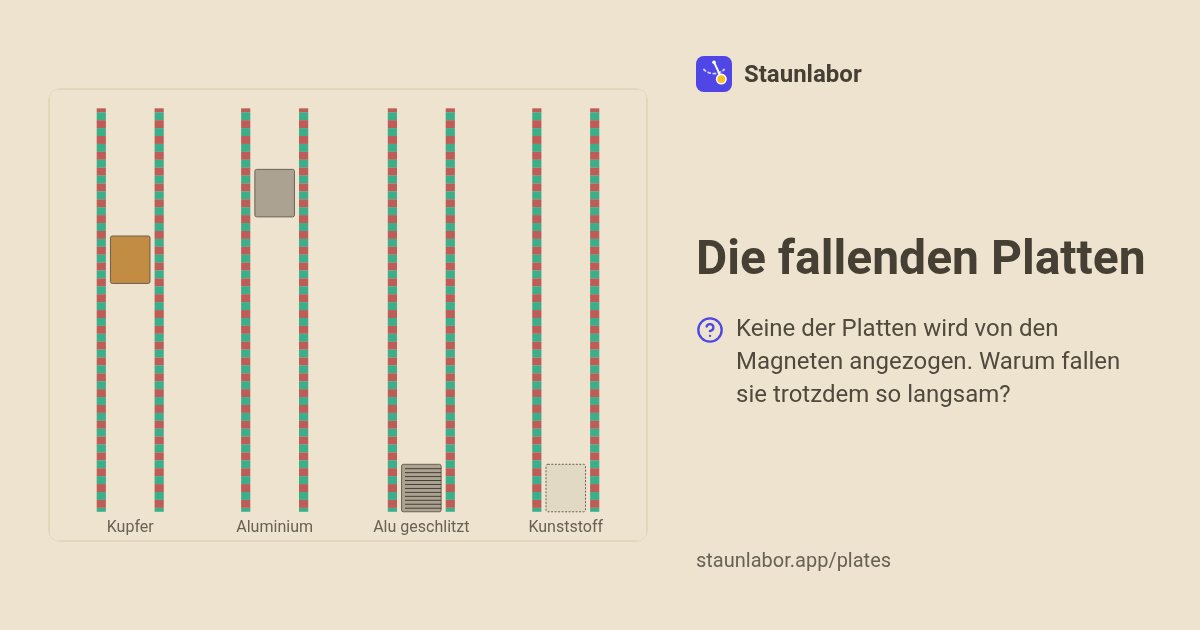 Staunlabor
Die fallenden Platten
Keine der Platten wird von den
Magneten angezogen. Warum fallen
sie trotzdem so langsam?
Kupfer
Aluminium
Alu geschlitzt
Kunststoff
staunlabor.app/plates